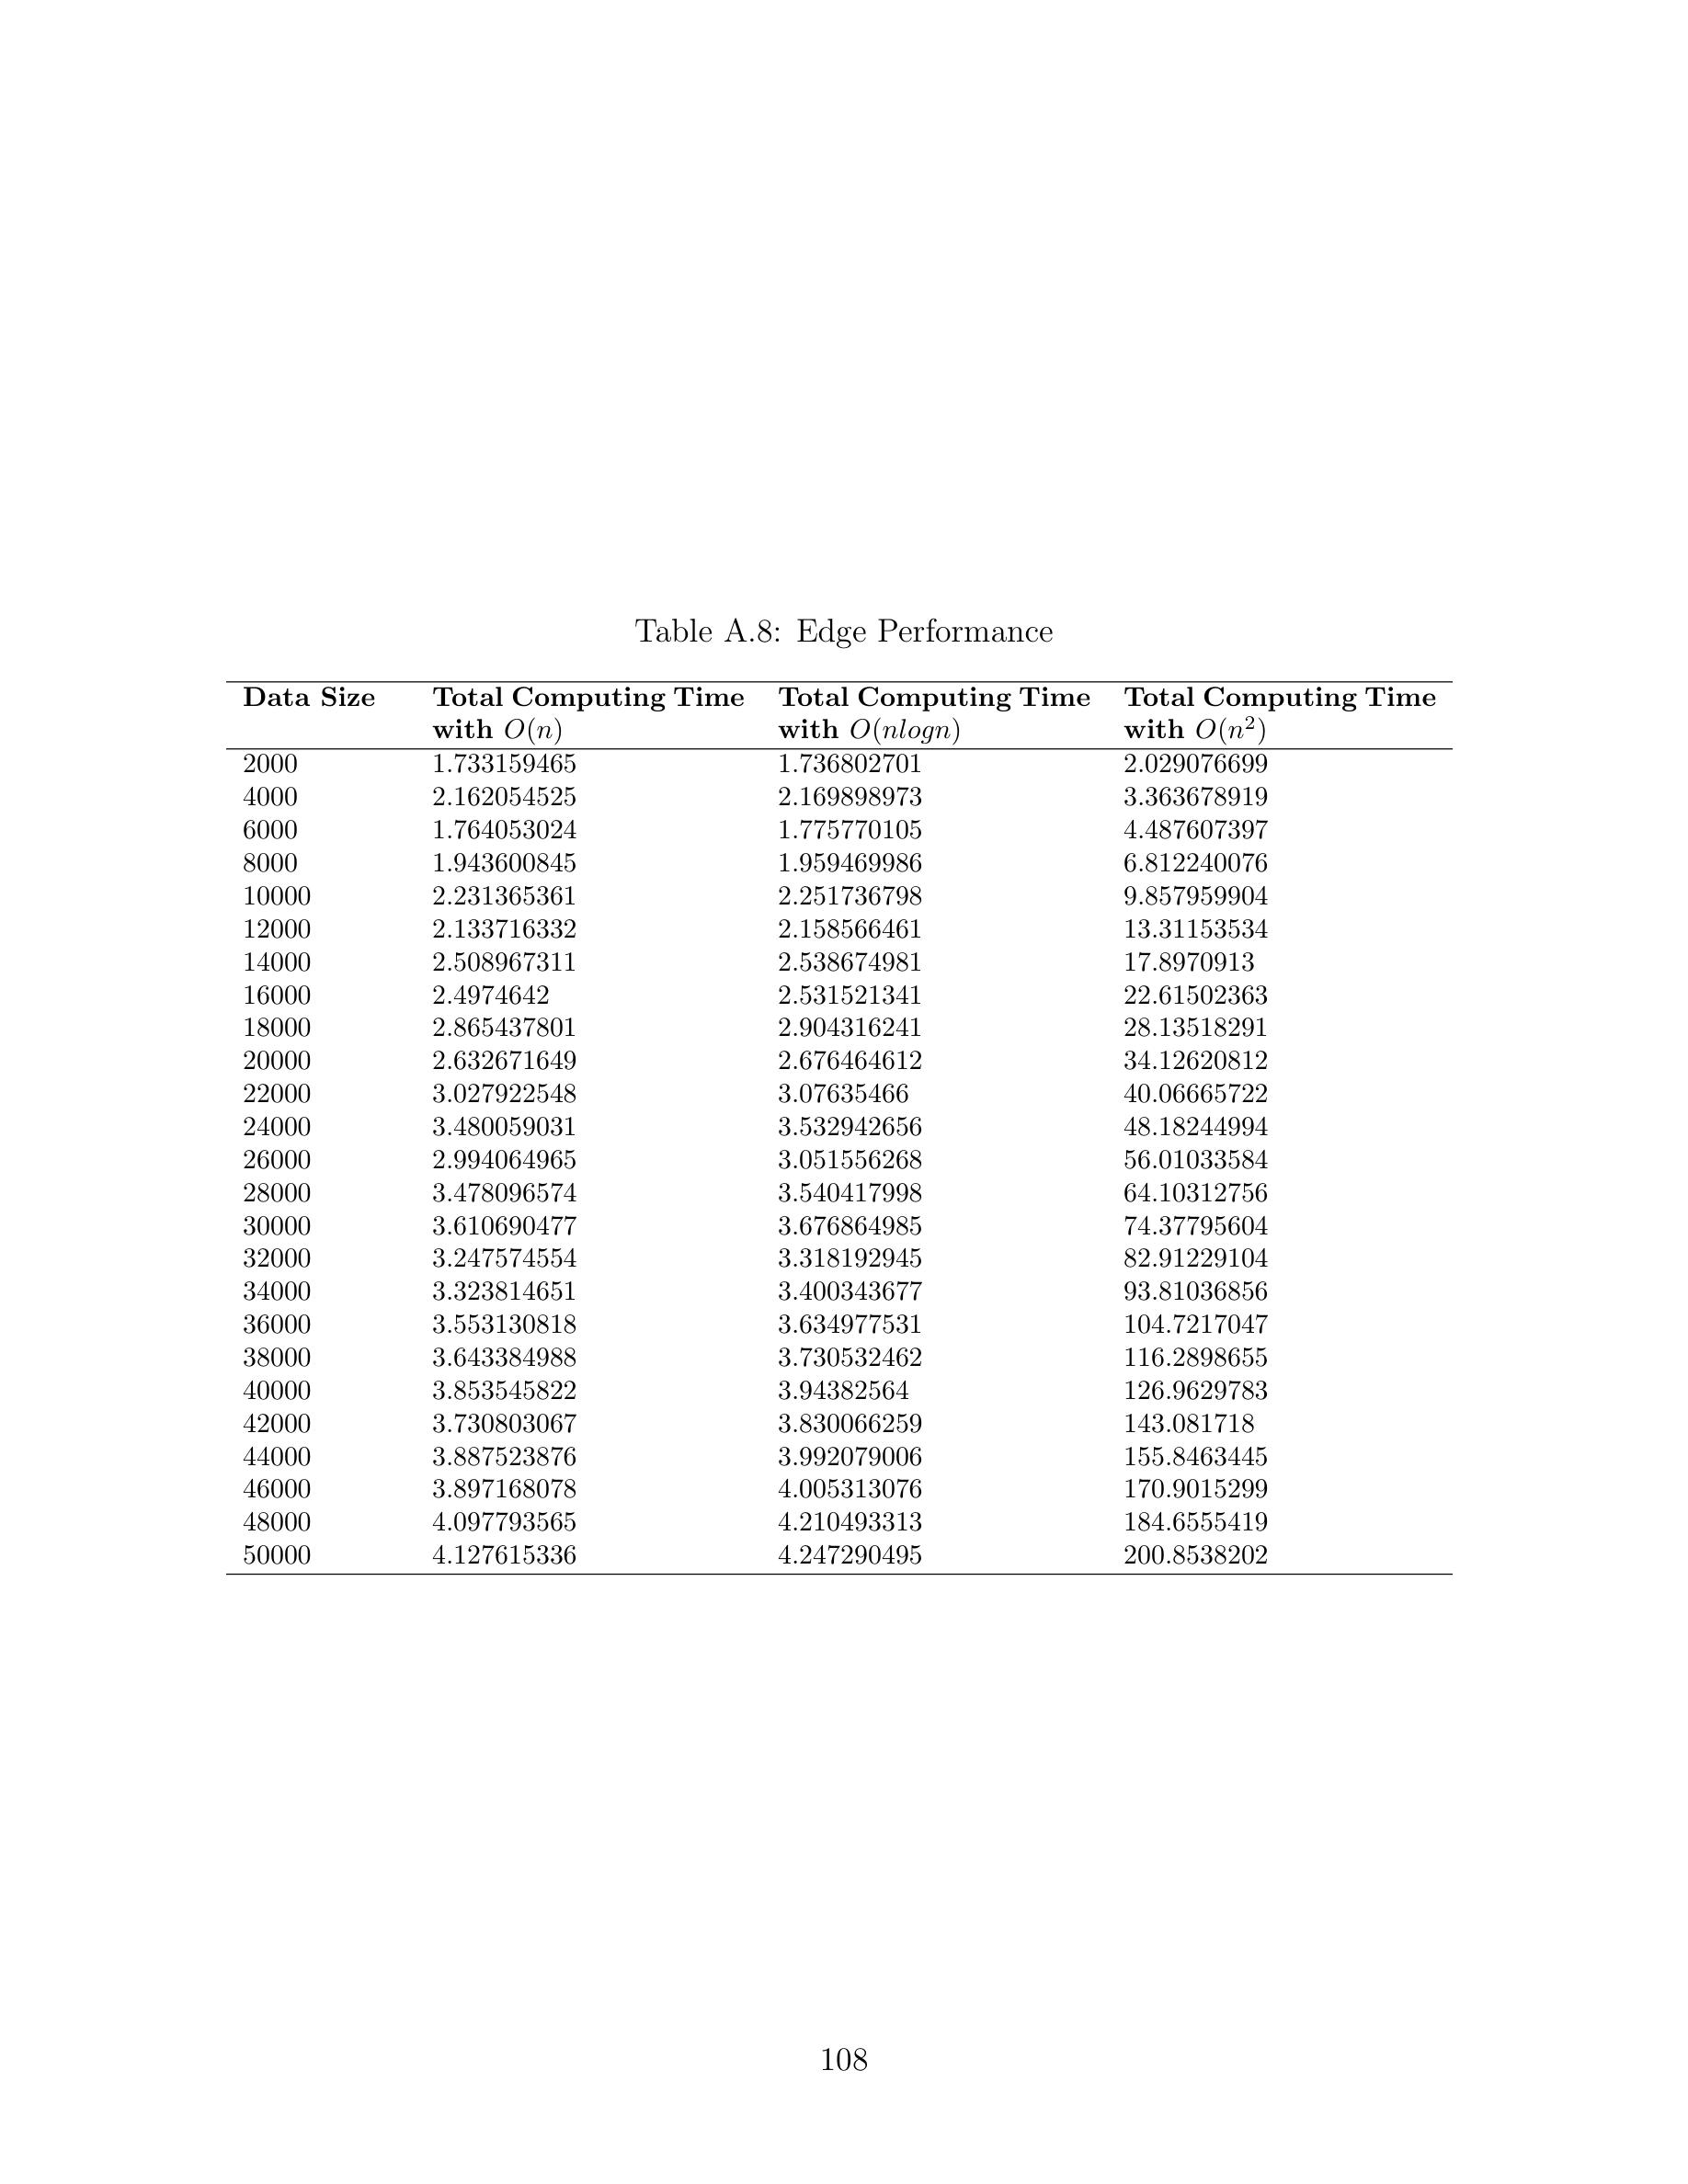 Table A.8: Edge Performance
Data Size Total Computing Time Total Computing Time Total Computing Time
with O(n) with O(nlogn) with O(n²)
2000 1.733159465 1.736802701 2.029076699
4000 2.162054525 2.169898973 3.363678919
6000 1.764053024 1.775770105 4.487607397
8000 1.943600845 1.959469986 6.812240076
10000 2.231365361 2.251736798 9.857959904
12000 2.133716332 2.158566461 13.31153534
14000 2.508967311 2.538674981 17.8970913
16000 2.4974642 2.531521341 22.61502363
18000 2.865437801 2.904316241 28.13518291
20000 2.632671649 2.676464612 34.12620812
22000 3.027922548 3.07635466 40.06665722
24000 3.480059031 3.532942656 48.18244994
26000 2.994064965 3.051556268 56.01033584
28000 3.478096574 3.540417998 64.10312756
30000 3.610690477 3.676864985 74.37795604
32000 3.247574554 3.318192945 82.91229104
34000 3.323814651 3.400343677 93.81036856
36000 3.553130818 3.634977531 104.7217047
38000 3.643384988 3.730532462 116.2898655
40000 3.853545822 3.94382564 126.9629783
42000 3.730803067 3.830066259 143.081718
44000 3.887523876 3.992079006 155.8463445
46000 3.897168078 4.005313076 170.9015299
48000 4.097793565 4.210493313 184.6555419
50000 4.127615336 4.247290495 200.8538202
108